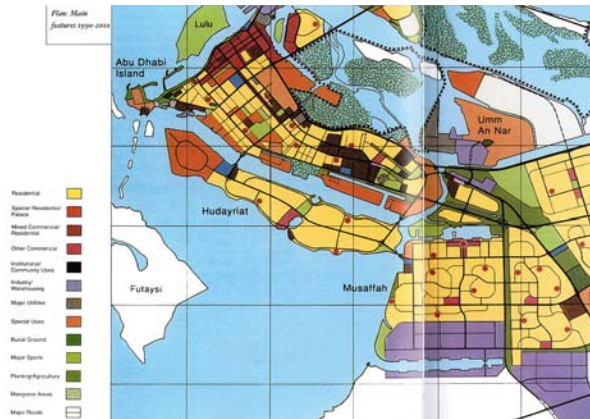 Plan: Main
features 1990-2010
Lulu
Abu Dhabi
Island
Umm
An Nar
Hudayriat
Futaysi
Musaffah
Residential
Special Residential/
Palace
Mixed Commercial/
Residential
Other Commercial
Institutional/
Community Uses
Industry/
Warehousing
Major Utilities
Special Uses
Burial Ground
Major Sports
Planting/Agriculture
Mangrove Areas
Major Roads